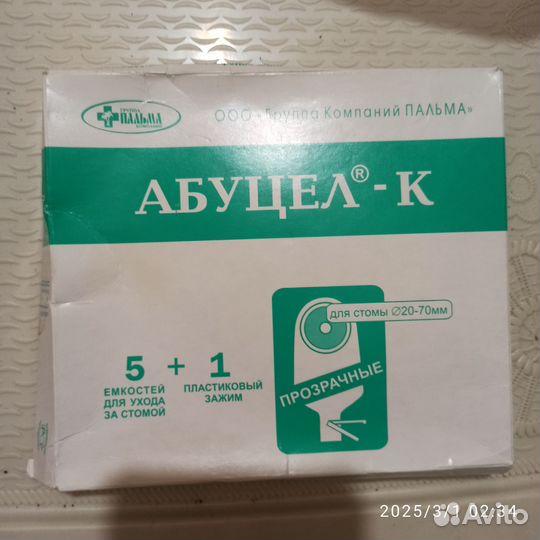 ГРУППА
ПАЛЬМА
КОМПАНИЙ
ООО «Группа Компаний ПАЛЬМА»
АБУЦЕЛ® - К
для стомы ∅20-70мм
ПРОЗРАЧНЫЕ
5 + 1
ЕМКОСТЕЙ
ДЛЯ УХОДА
ЗА СТОМОЙ
ПЛАСТИКОВЫЙ
ЗАЖИМ
2025/3/1 02:34
Avito